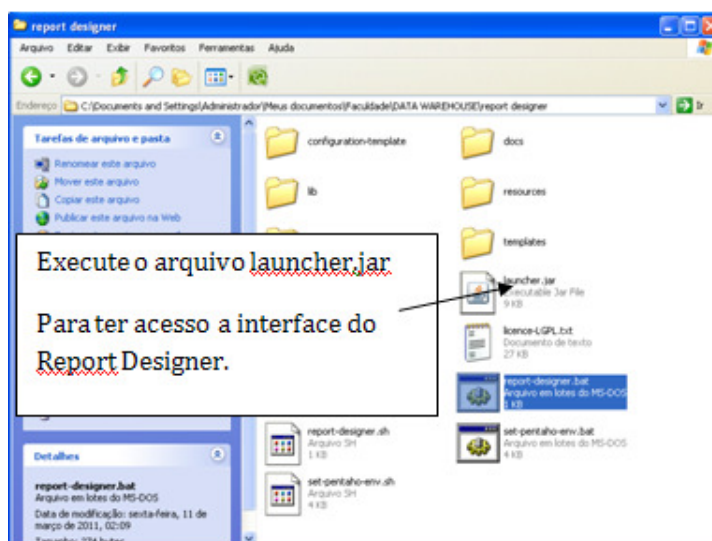 report designer
Arquivo Editar Exibir Favoritos Ferramentas Ajuda
Endereço C:\Documents and Settings\Administrador\Meus documentos\Faculdade\DATA WAREHOUSE\report designer Ir
Tarefas de arquivo e pasta
Renomear este arquivo
Mover este arquivo
Copiar este arquivo
Publicar este arquivo na Web
configuration-template
docs
lib
resources
templates
Execute o arquivo launcher.jar
Para ter acesso a interface do
Report Designer.
launcher.jar
Executable Jar File
9 KB
licence-LGPL.txt
Documento de texto
27 KB
report-designer.bat
Arquivo em lotes do MS-DOS
1 KB
report-designer.sh
Arquivo SH
1 KB
set-pentaho-env.bat
Arquivo em lotes do MS-DOS
4 KB
set-pentaho-env.sh
Arquivo SH
4 KB
Detalhes
report-designer.bat
Arquivo em lotes do MS-DOS
Data de modificação: sexta-feira, 11 de
março de 2011, 02:09